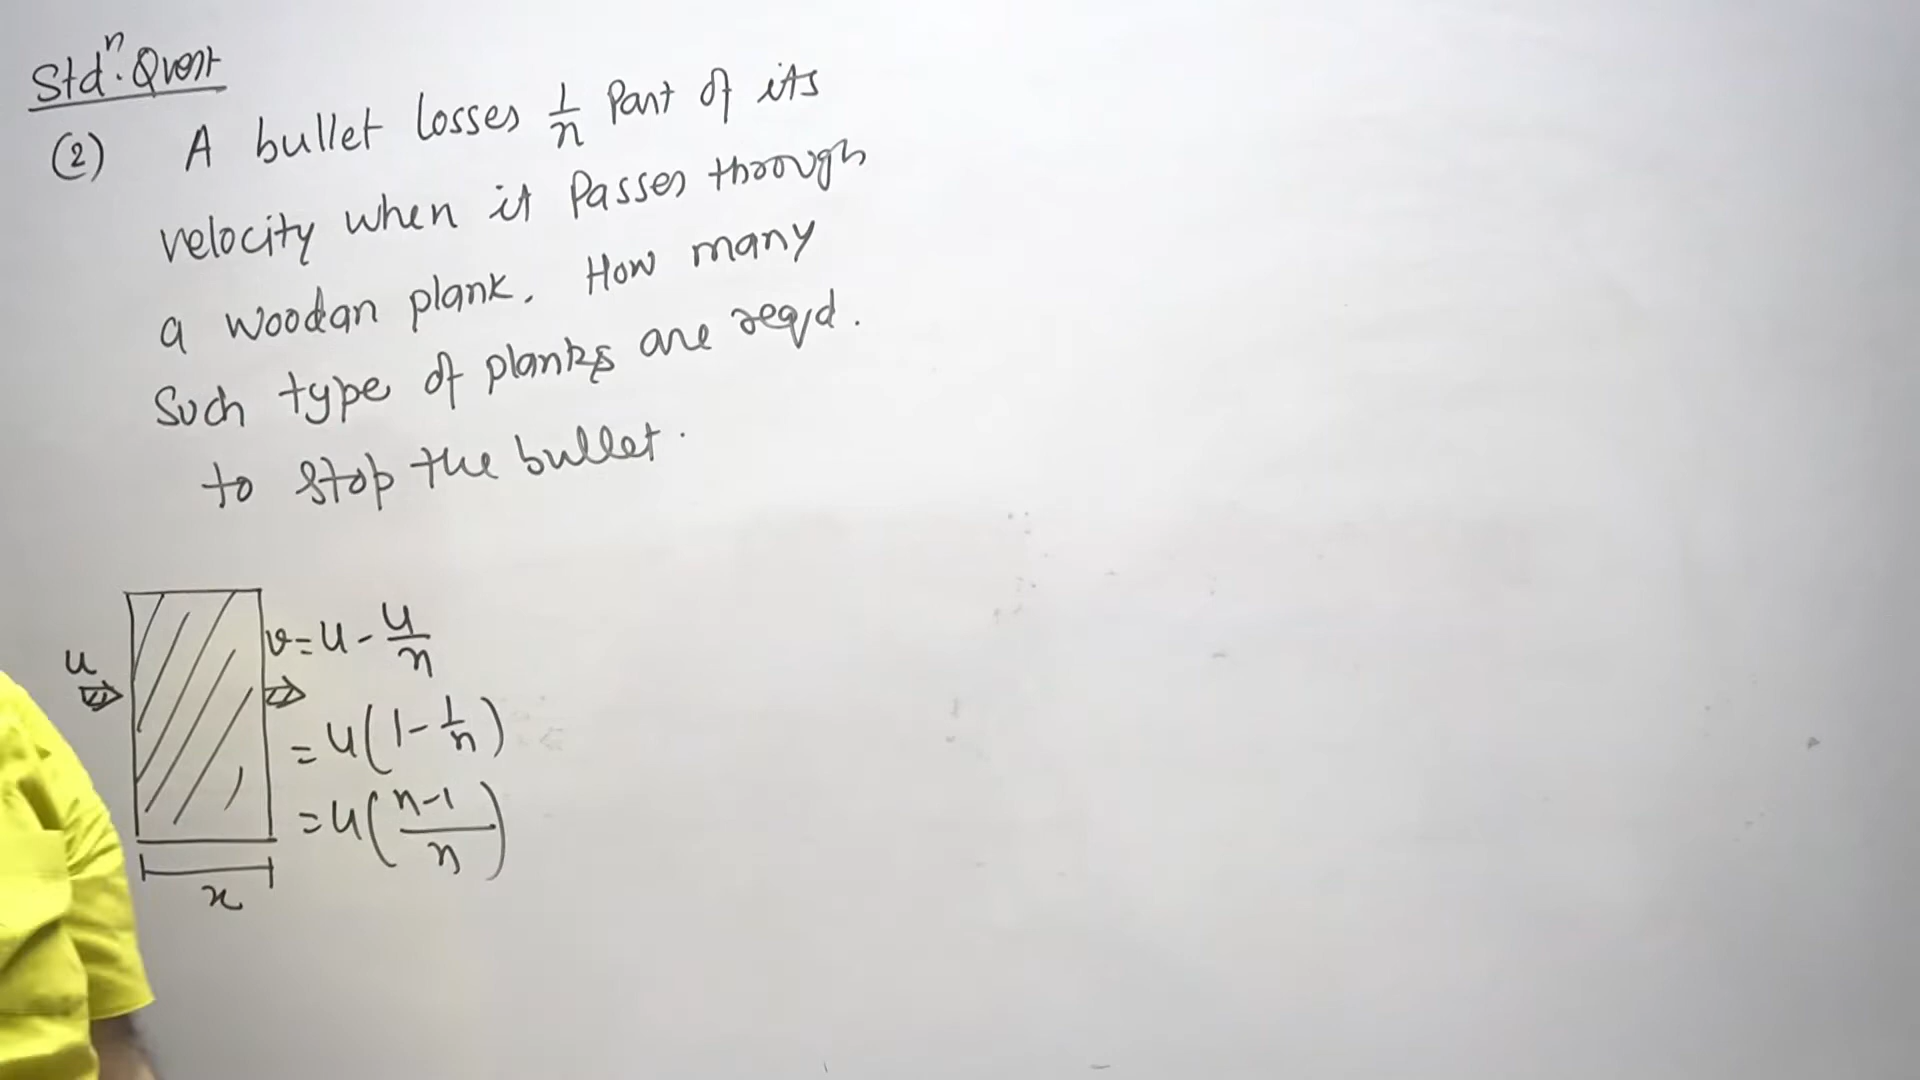 Stdⁿ. Quest
(2) A bullet losses 1/n Part of its
velocity when it Passes through
a woodan plank. How many
Such type of planks are reqd.
to stop the bullet.
u
v = u - u/n
= u(1 - 1/n)
= u((n-1)/n)
x